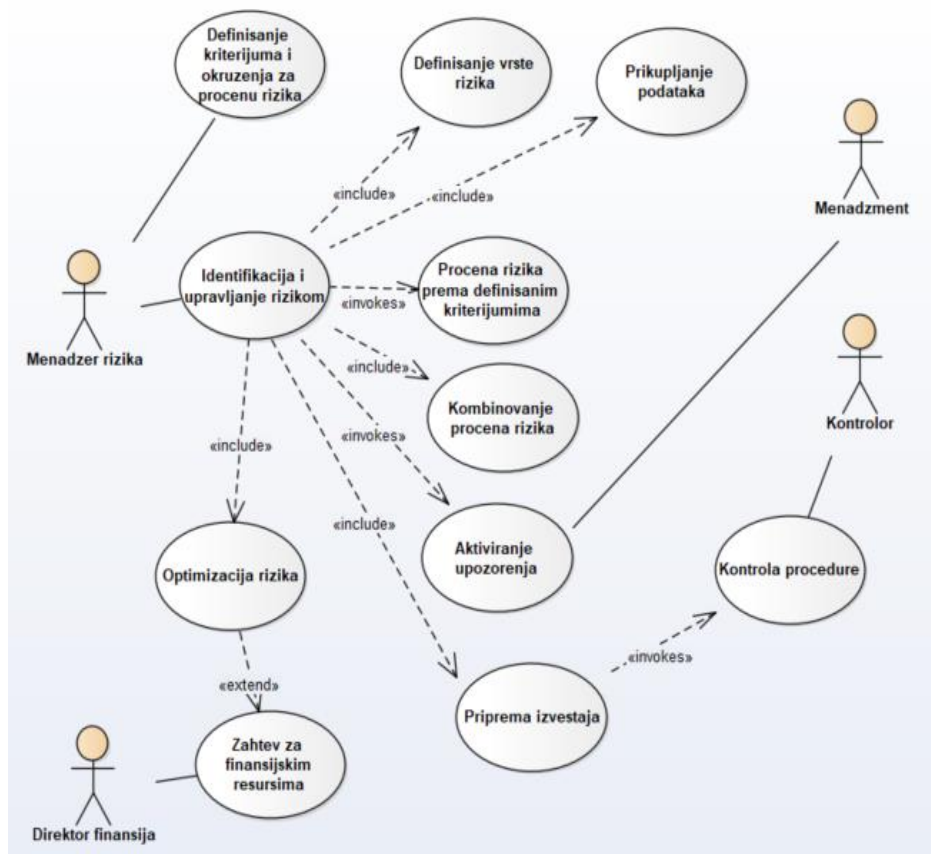 Definisanje
kriterijuma i
okruzenja za
procenu rizika
Definisanje vrste
rizika
Prikupljanje
podataka
Menadzment
«include»
«include»
Identifikacija i
upravljanje rizikom
Procena rizika
prema definisanim
kriterijumima
«invokes»
Menadzer rizika
«include»
Kombinovanje
procena rizika
Kontrolor
«include»
«invokes»
«include»
Aktiviranje
upozorenja
Optimizacija rizika
Kontrola procedure
«invokes»
«extend»
Priprema izvestaja
Zahtev za
finansijskim
resursima
Direktor finansija